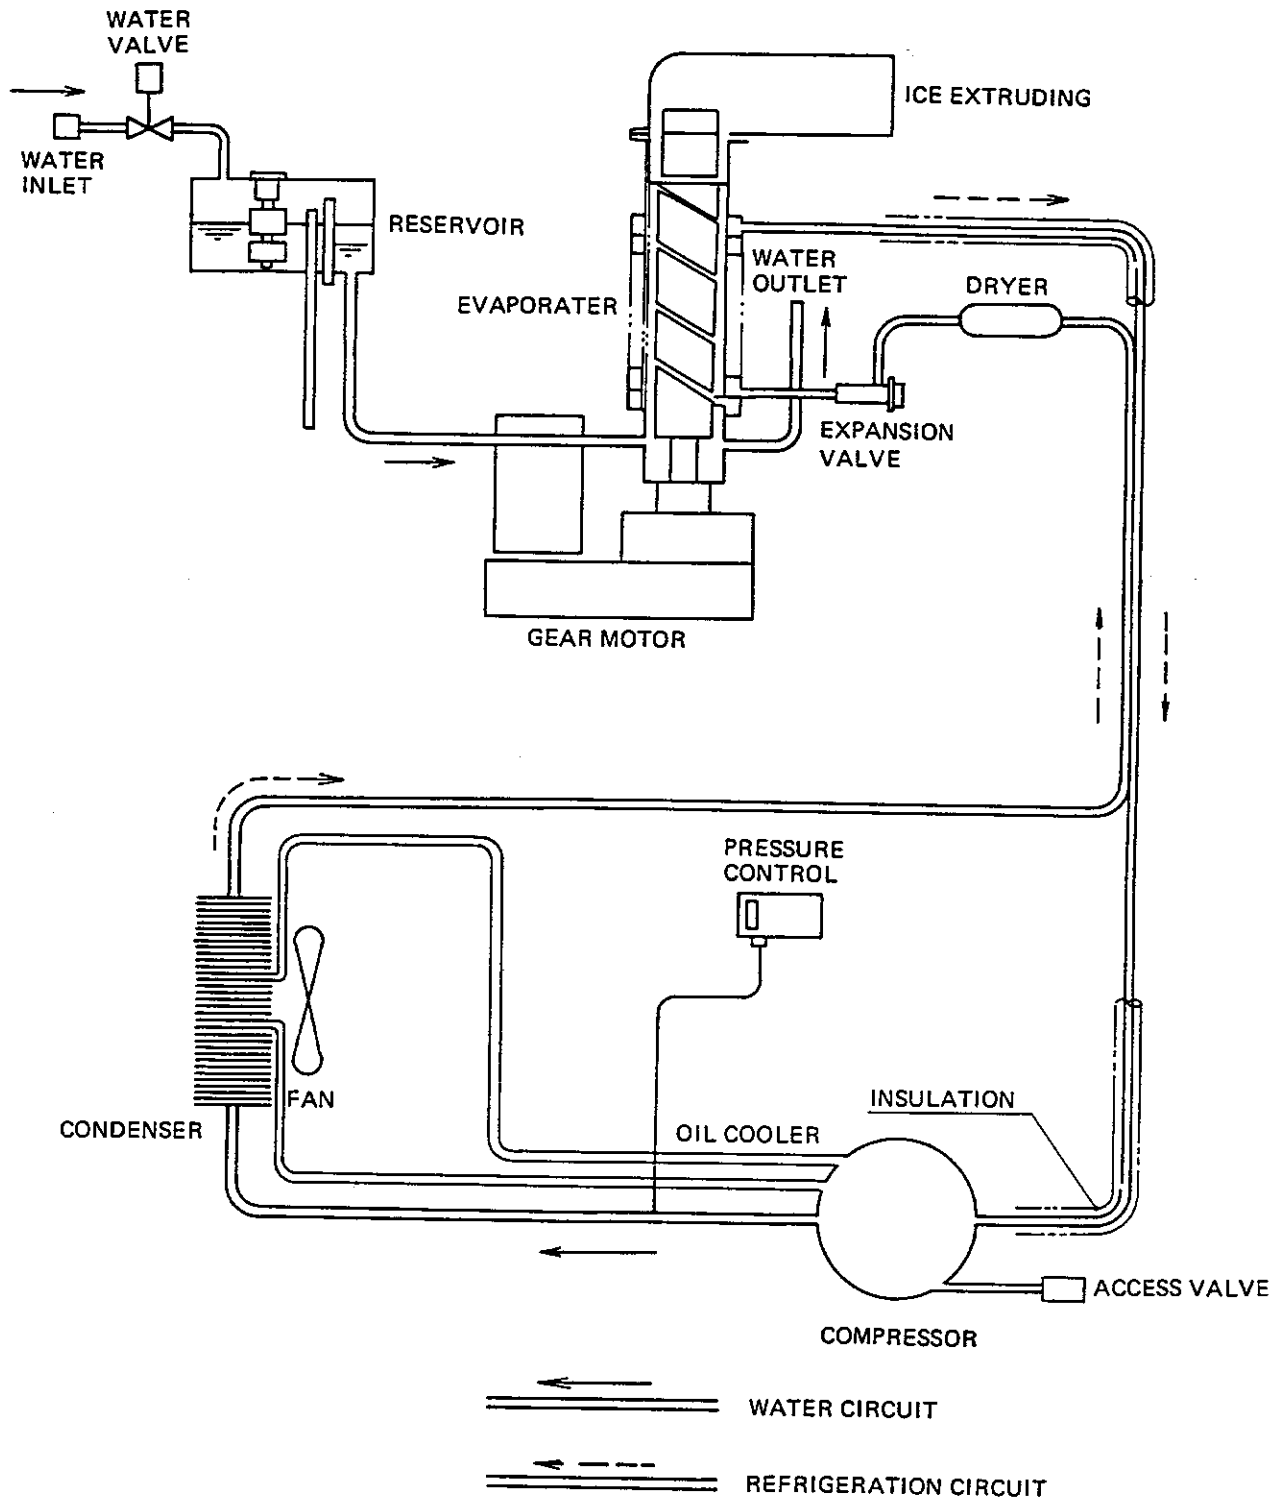 WATER
VALVE
ICE EXTRUDING
WATER
INLET
RESERVOIR
WATER
OUTLET
DRYER
EVAPORATER
EXPANSION
VALVE
GEAR MOTOR
PRESSURE
CONTROL
FAN
INSULATION
CONDENSER
OIL COOLER
ACCESS VALVE
COMPRESSOR
WATER CIRCUIT
REFRIGERATION CIRCUIT